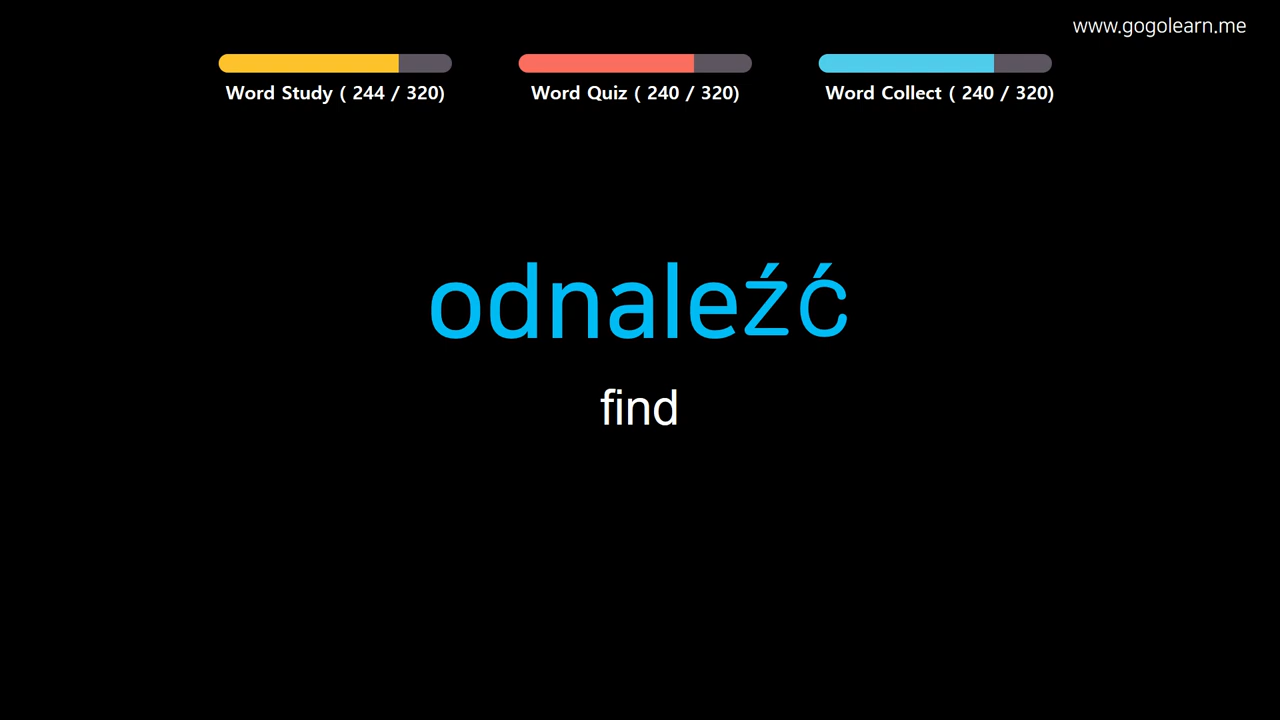 www.gogolearn.me
Word Study ( 244 / 320)
Word Quiz ( 240 / 320)
Word Collect ( 240 / 320)
odnaleźć
find